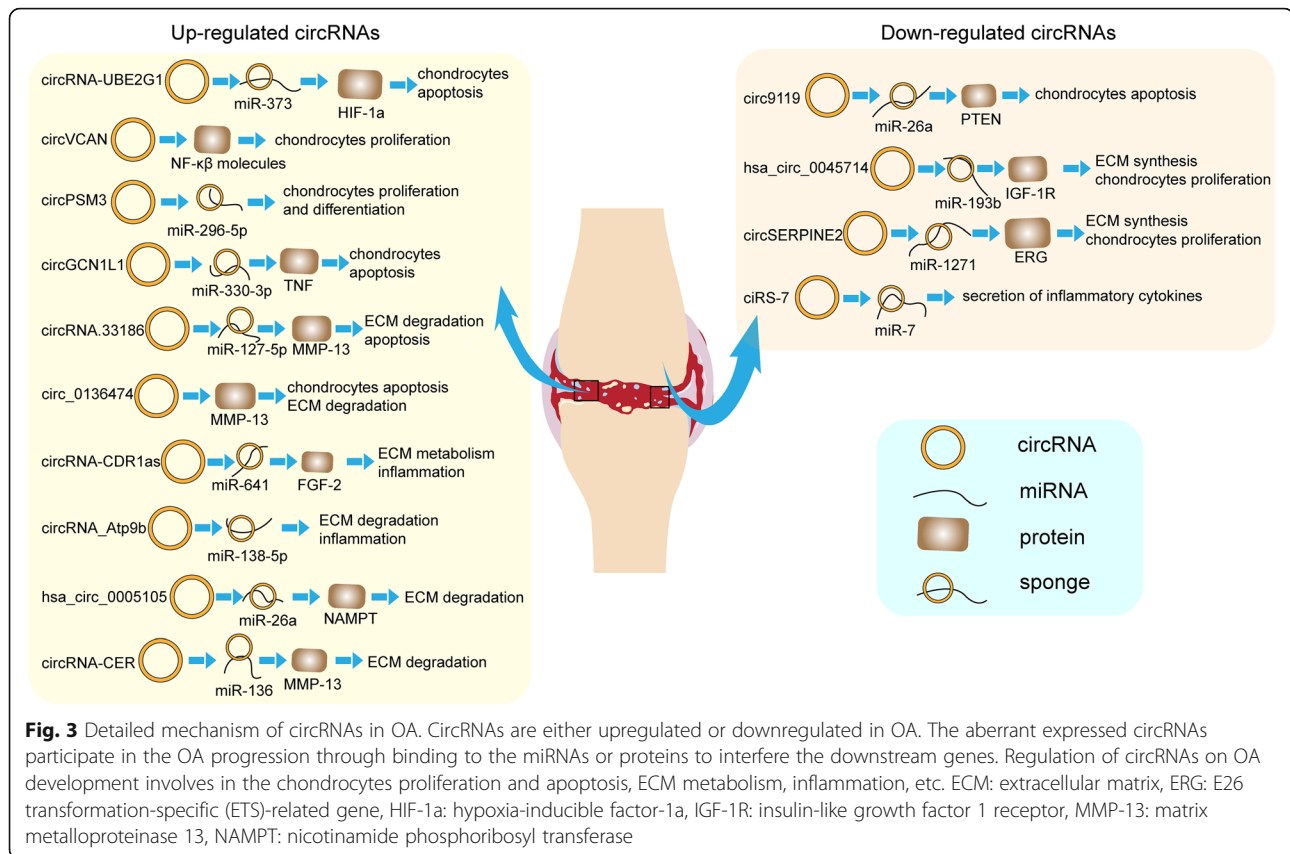 Up-regulated circRNAs
circRNA-UBE2G1
miR-373
HIF-1a
chondrocytes
apoptosis
circVCAN
NF-κβ molecules
chondrocytes proliferation
circPSM3
miR-296-5p
chondrocytes proliferation
and differentiation
circGCN1L1
miR-330-3p
TNF
chondrocytes
apoptosis
circRNA.33186
miR-127-5p
MMP-13
ECM degradation
apoptosis
circ_0136474
MMP-13
chondrocytes apoptosis
ECM degradation
circRNA-CDR1as
miR-641
FGF-2
ECM metabolism
inflammation
circRNA_Atp9b
miR-138-5p
ECM degradation
inflammation
hsa_circ_0005105
miR-26a
NAMPT
ECM degradation
circRNA-CER
miR-136
MMP-13
ECM degradation
Down-regulated circRNAs
circ9119
miR-26a
PTEN
chondrocytes apoptosis
hsa_circ_0045714
miR-193b
IGF-1R
ECM synthesis
chondrocytes proliferation
circSERPINE2
miR-1271
ERG
ECM synthesis
chondrocytes proliferation
ciRS-7
miR-7
secretion of inflammatory cytokines
circRNA
miRNA
protein
sponge
Fig. 3 Detailed mechanism of circRNAs in OA. CircRNAs are either upregulated or downregulated in OA. The aberrant expressed circRNAs
participate in the OA progression through binding to the miRNAs or proteins to interfere the downstream genes. Regulation of circRNAs on OA
development involves in the chondrocytes proliferation and apoptosis, ECM metabolism, inflammation, etc. ECM: extracellular matrix, ERG: E26
transformation-specific (ETS)-related gene, HIF-1a: hypoxia-inducible factor-1a, IGF-1R: insulin-like growth factor 1 receptor, MMP-13: matrix
metalloproteinase 13, NAMPT: nicotinamide phosphoribosyl transferase